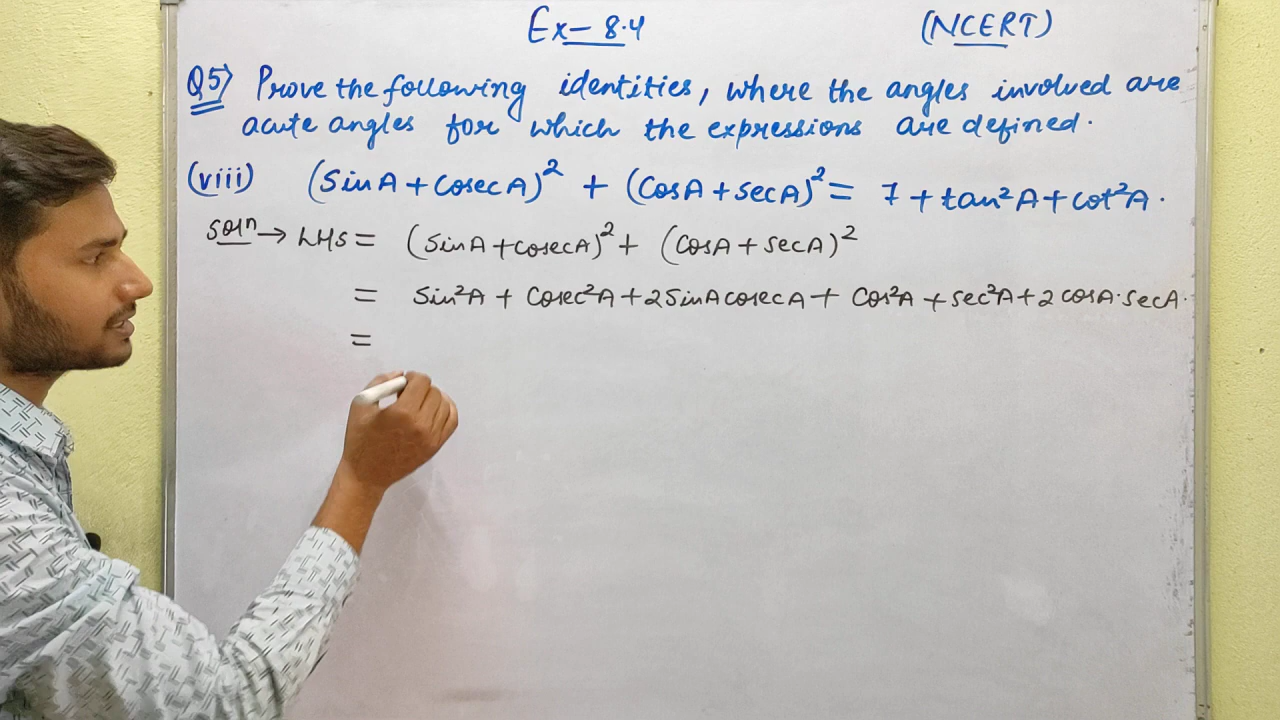 Ex- 8.4 (NCERT)
Q5) Prove the following identities, where the angles involved are
acute angles for which the expressions are defined.
(viii) (SinA + CosecA)² + (CosA + secA)² = 7 + tan²A + cot²A.
Solⁿ → LHS = (SinA + cosecA)² + (CosA + secA)²
= Sin²A + Cosec²A + 2SinA cosecA + Cos²A + sec²A + 2 cosA. secA.
=